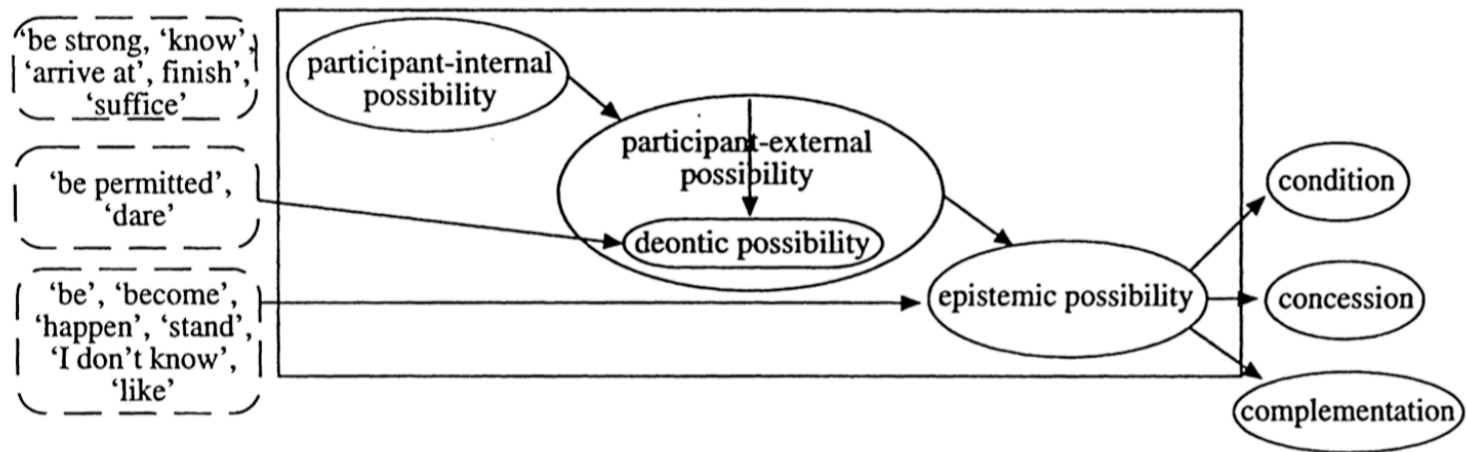 ‘be strong, ‘know’,
‘arrive at’, finish’,
‘suffice’
participant-internal
possibility
participant-external
possibility
‘be permitted’,
‘dare’
deontic possibility
condition
‘be’, ‘become’,
‘happen’, ‘stand’,
‘I don’t know’,
‘like’
epistemic possibility
concession
complementation